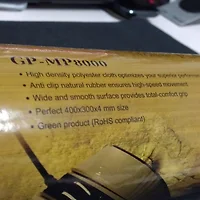 GP-MP8000
• High density polyester cloth optimizes your superior
• Anti clip natural rubber ensures high-speed movement
• Wide and smooth surface provides total-comfort grip
• Perfect 400x300x4 mm size
• Green product (RoHS compliant)